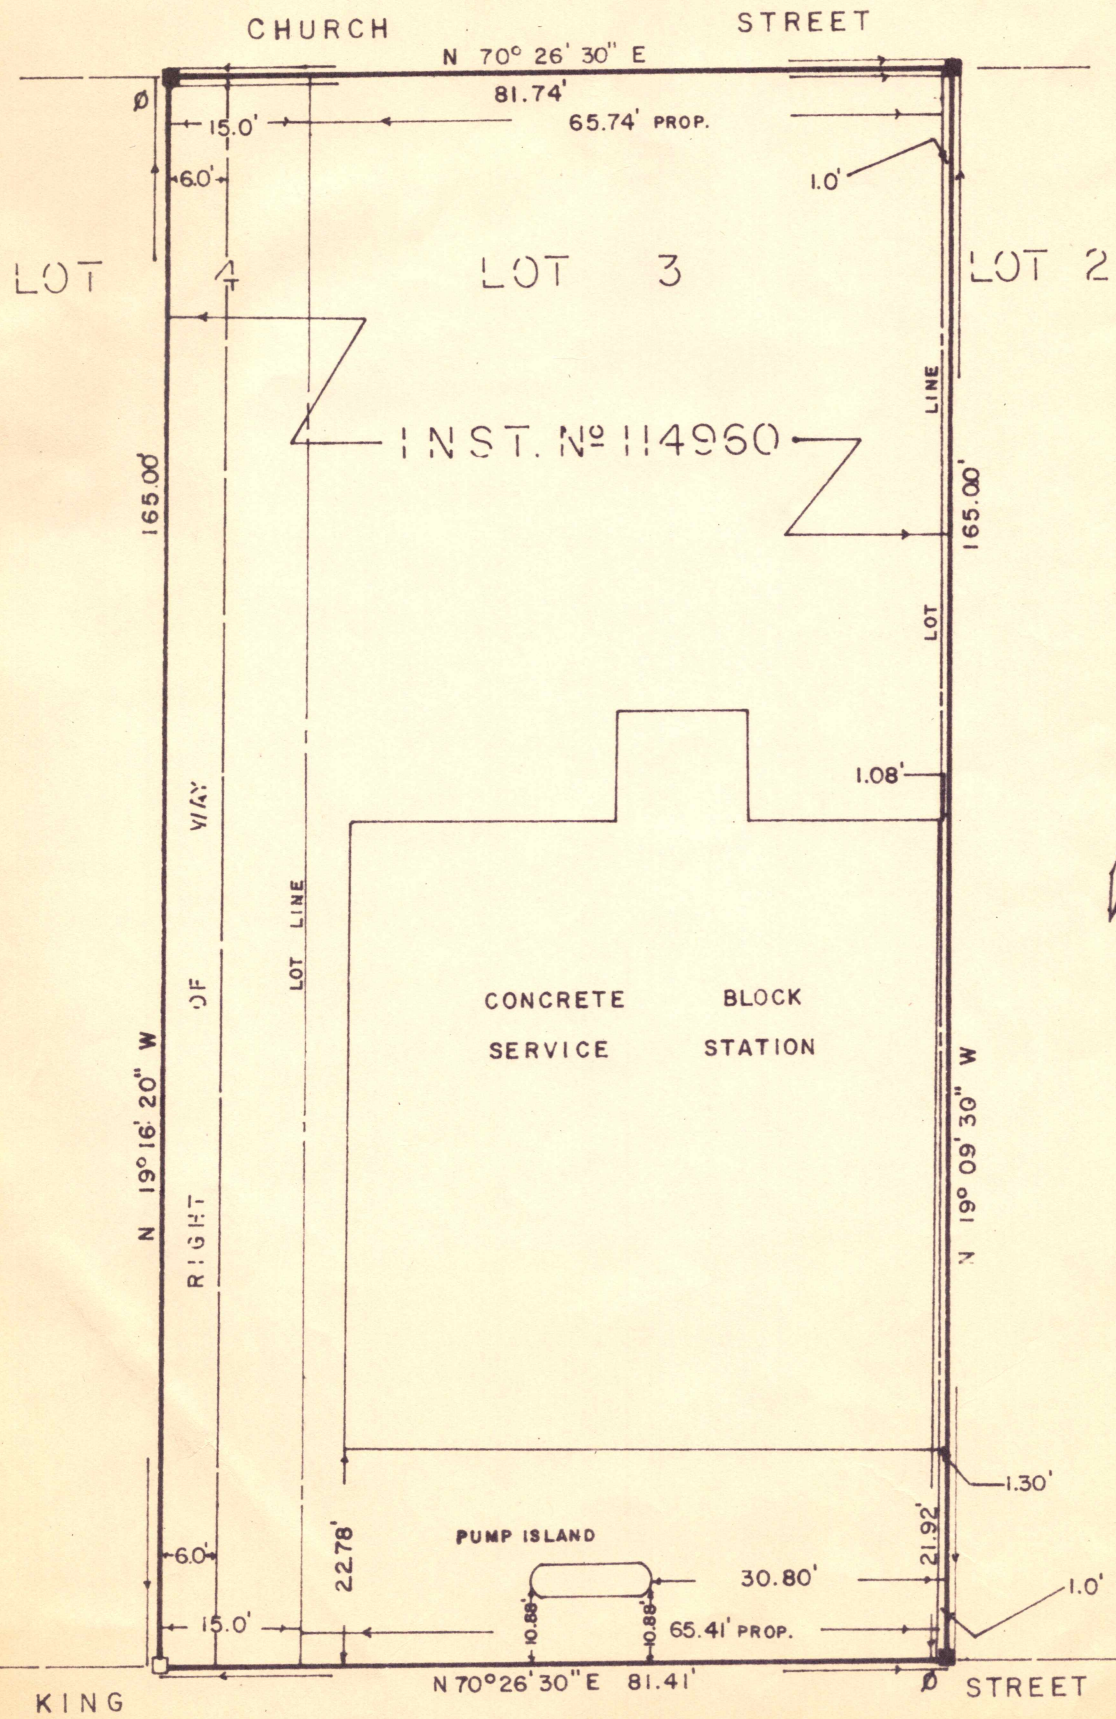 CHURCH STREET
N 70° 26' 30" E
81.74'
Ø
15.0'
65.74' PROP.
6.0'
1.0'
LOT 4
LOT 3
LOT 2
INST. Nº 114960
LOT LINE
165.00'
165.00'
1.08'
RIGHT OF WAY
LOT LINE
CONCRETE BLOCK
SERVICE STATION
N 19° 16' 20" W
N 19° 09' 30" W
1.30'
22.78'
PUMP ISLAND
21.92'
6.0'
30.80'
1.0'
10.88'
10.88'
15.0'
65.41' PROP.
N 70° 26' 30" E 81.41'
Ø
KING STREET